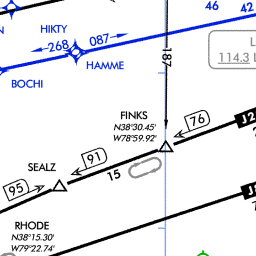 46
42
HIKTY
268
087
HAMME
BOCHI
187
114.3
FINKS
N38°30.45'
W78°59.92'
76
J2
SEALZ
91
15
95
RHODE
N38°15.30'
W79°22.74'